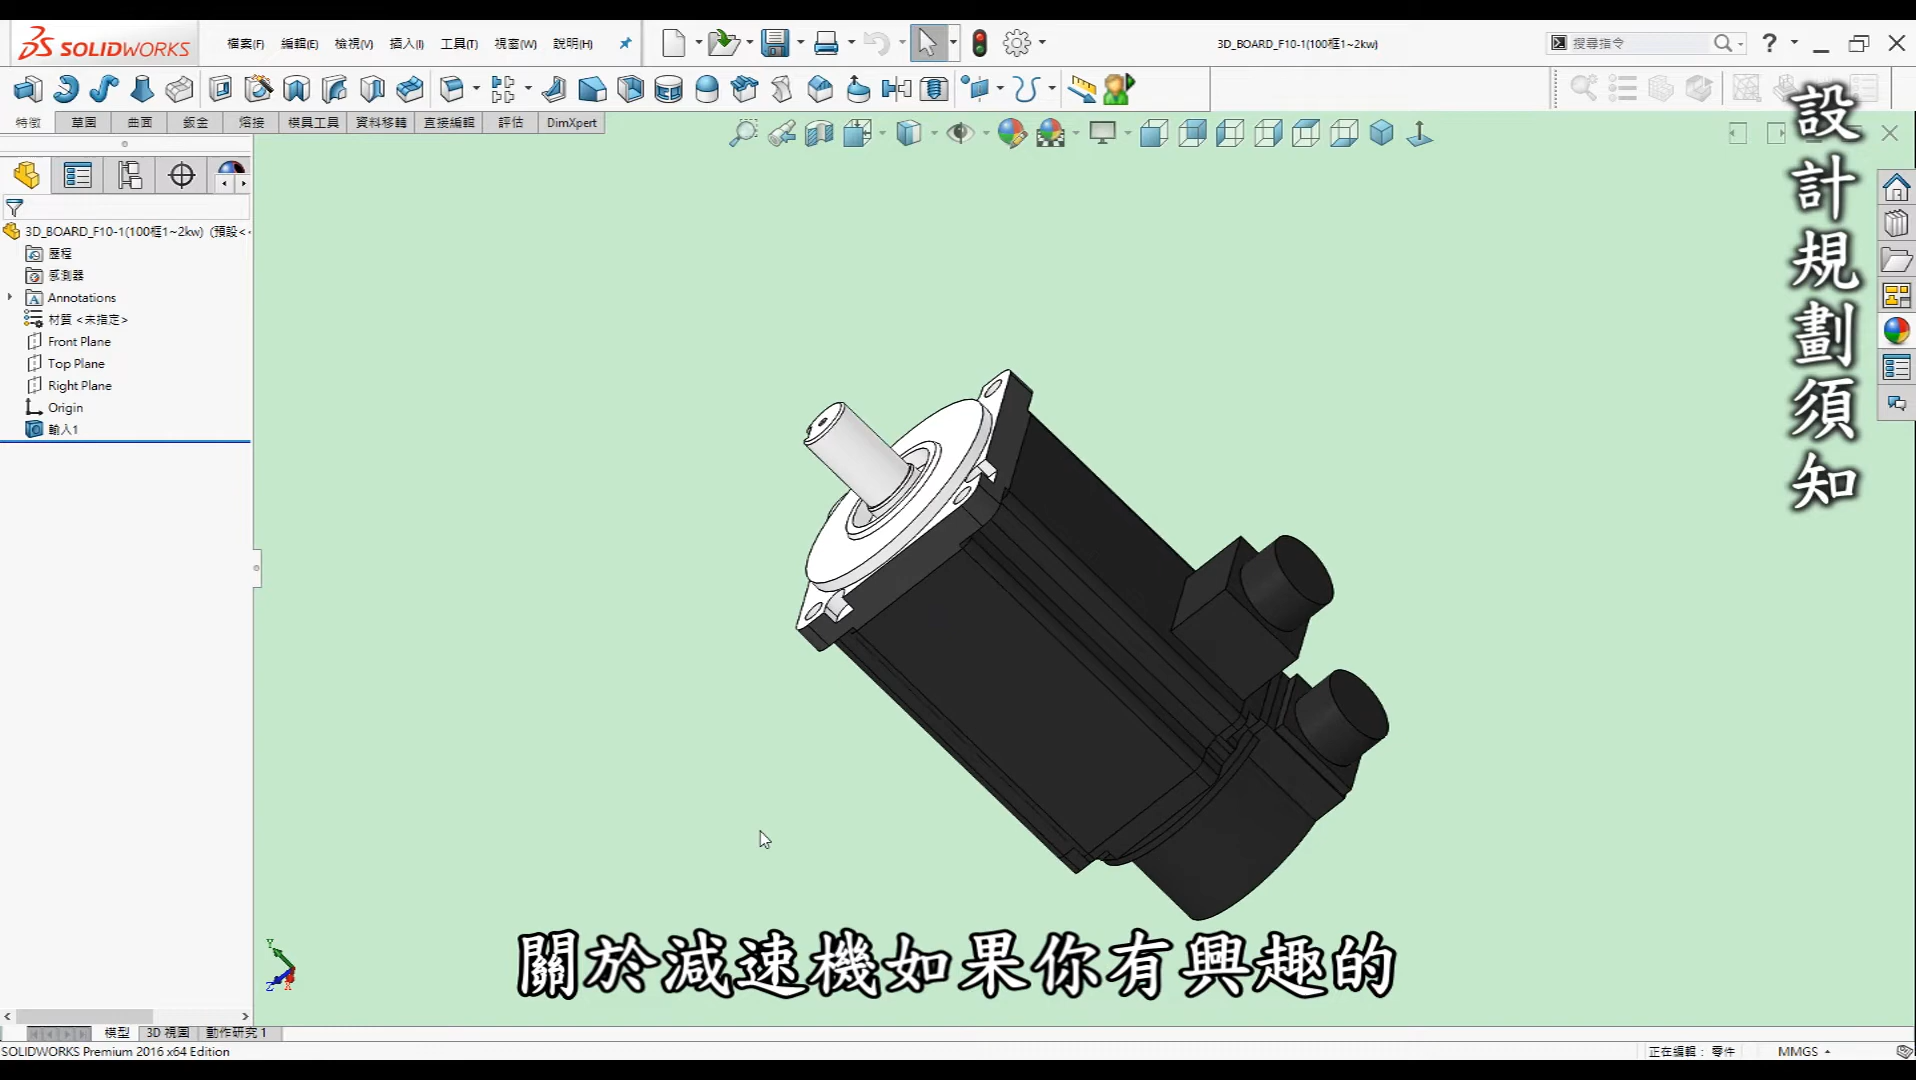 SOLIDWORKS
檔案(F)
編輯(E)
檢視(V)
插入(I)
工具(T)
視窗(W)
說明(H)
3D_BOARD_F10-1(100框1~2kw)
搜尋指令
特徵
草圖
曲面
鈑金
熔接
模具工具
資料移轉
直接編輯
評估
DimXpert
3D_BOARD_F10-1(100框1~2kw) (預設<
歷程
感測器
Annotations
材質 <未指定>
Front Plane
Top Plane
Right Plane
Origin
輸入1
設計規劃須知
關於減速機如果你有興趣的
Y
Z
X
模型
3D 視圖
動作研究 1
SOLIDWORKS Premium 2016 x64 Edition
正在編輯： 零件
MMGS